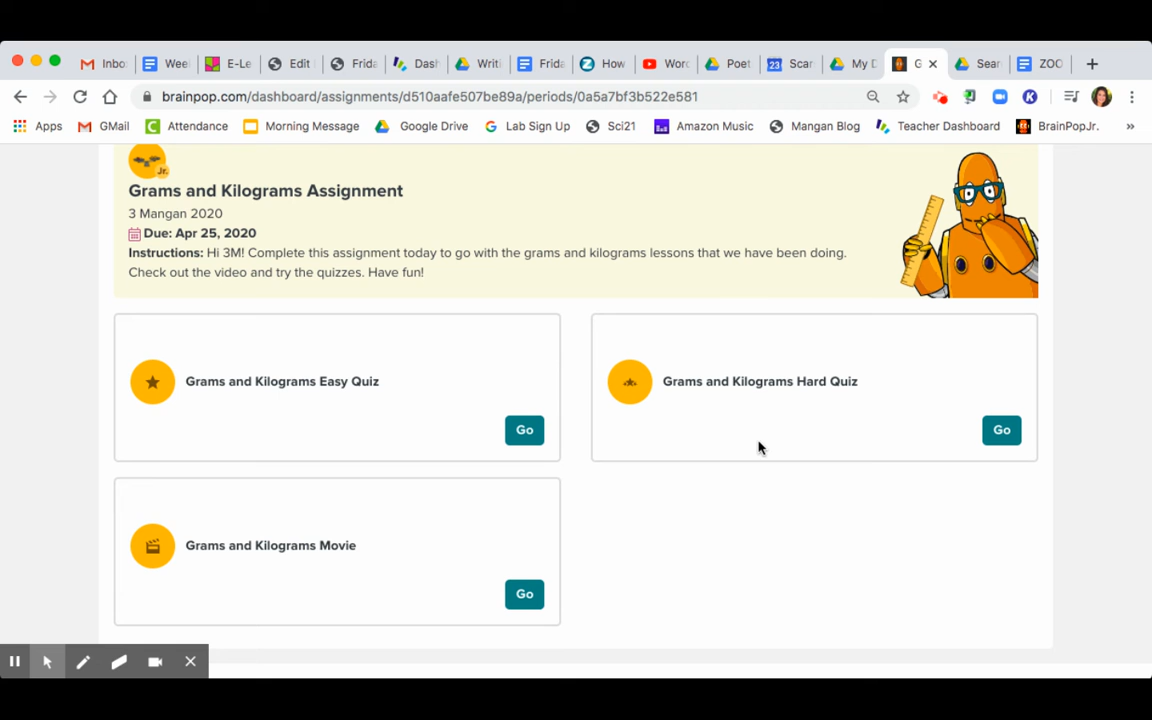 Inbo
Weel
E-Le
Edit
Frida
Dash
Writi
Frida
How
Word
Poet
23
Scar
My D
G
Sear
ZOO
brainpop.com/dashboard/assignments/d510aafe507be89a/periods/0a5a7bf3b522e581
K
Apps
GMail
Attendance
Morning Message
Google Drive
Lab Sign Up
Sci21
Amazon Music
Mangan Blog
Teacher Dashboard
BrainPopJr.
»
Jr.
Grams and Kilograms Assignment
3 Mangan 2020
Due: Apr 25, 2020
Instructions: Hi 3M! Complete this assignment today to go with the grams and kilograms lessons that we have been doing.
Check out the video and try the quizzes. Have fun!
Grams and Kilograms Easy Quiz
Go
Grams and Kilograms Hard Quiz
Go
Grams and Kilograms Movie
Go